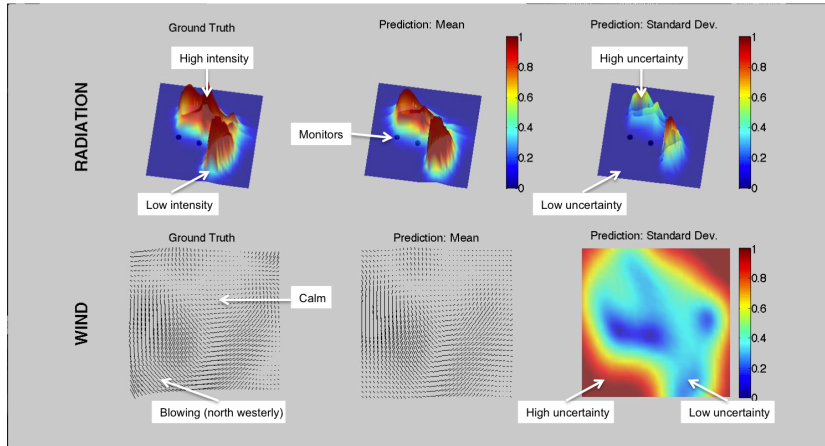 Ground Truth
Prediction: Mean
Prediction: Standard Dev.
High intensity
High uncertainty
RADIATION
Monitors
Low intensity
Low uncertainty
1
0.8
0.6
0.4
0.2
0
1
0.8
0.6
0.4
0.2
0
Ground Truth
Prediction: Mean
Prediction: Standard Dev.
WIND
Calm
Blowing (north westerly)
High uncertainty
Low uncertainty
1
0.8
0.6
0.4
0.2
0